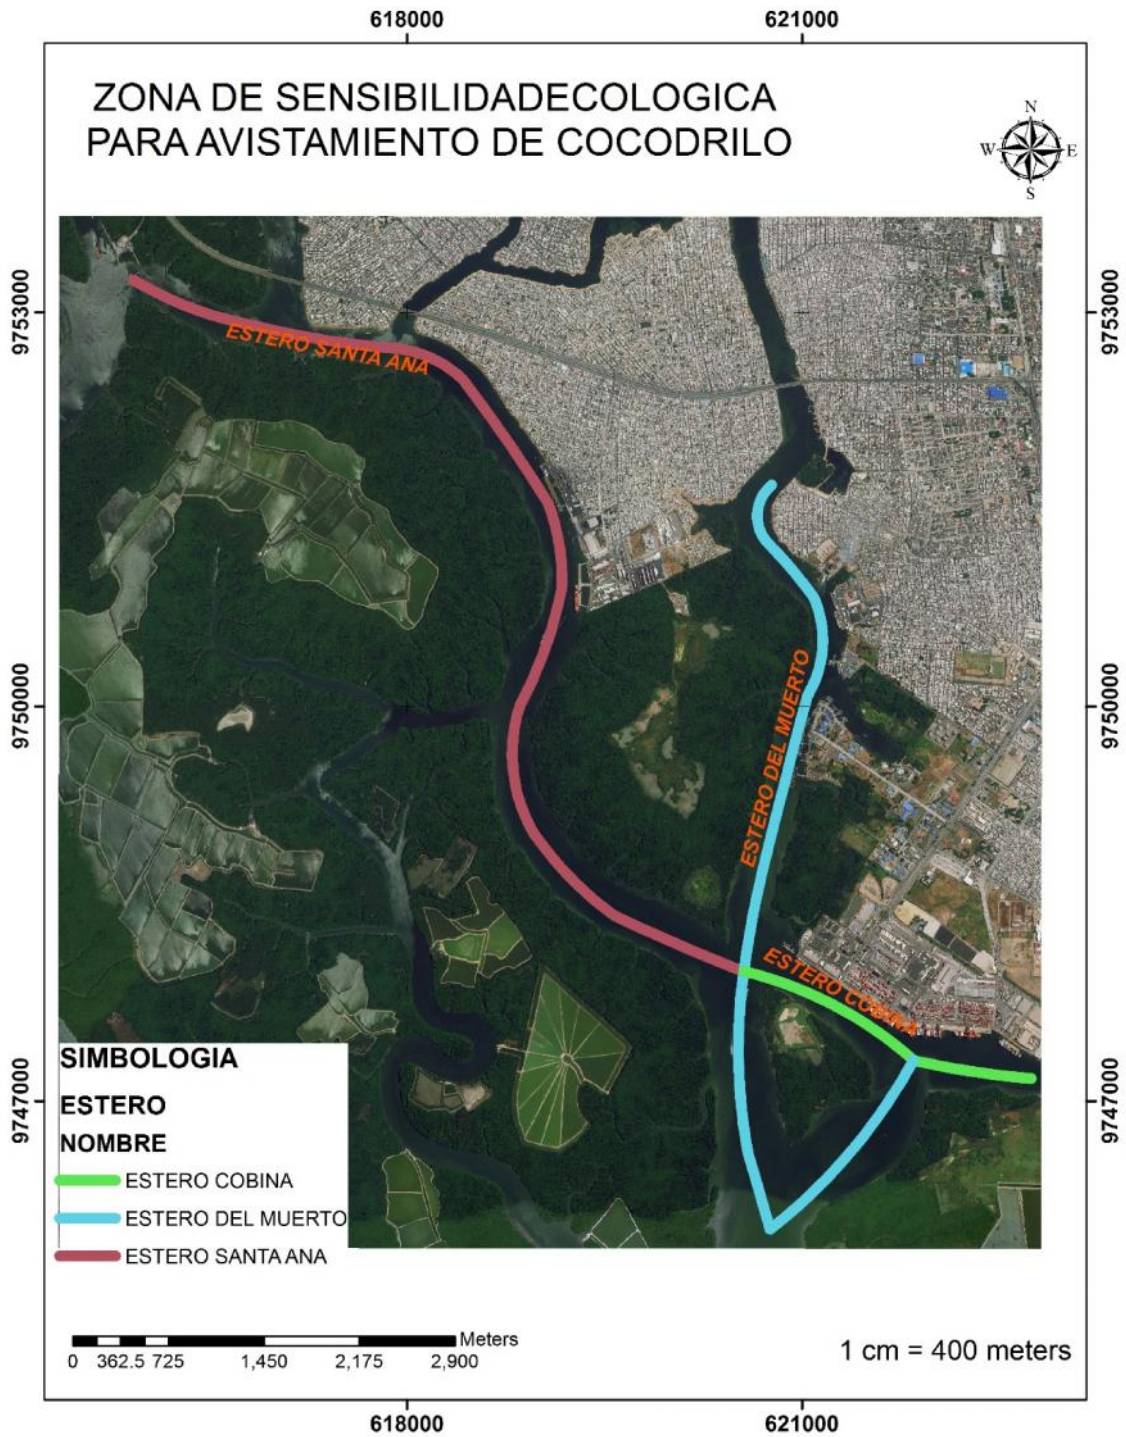 618000 621000
ZONA DE SENSIBILIDADECOLOGICA
PARA AVISTAMIENTO DE COCODRILO
N
W E
S
9753000 9753000
ESTERO SANTA ANA
9750000 9750000
ESTERO DEL MUERTO
ESTERO COBINA
9747000 9747000
SIMBOLOGIA
ESTERO
NOMBRE
ESTERO COBINA
ESTERO DEL MUERTO
ESTERO SANTA ANA
Meters
0 362.5 725 1,450 2,175 2,900
1 cm = 400 meters
618000 621000